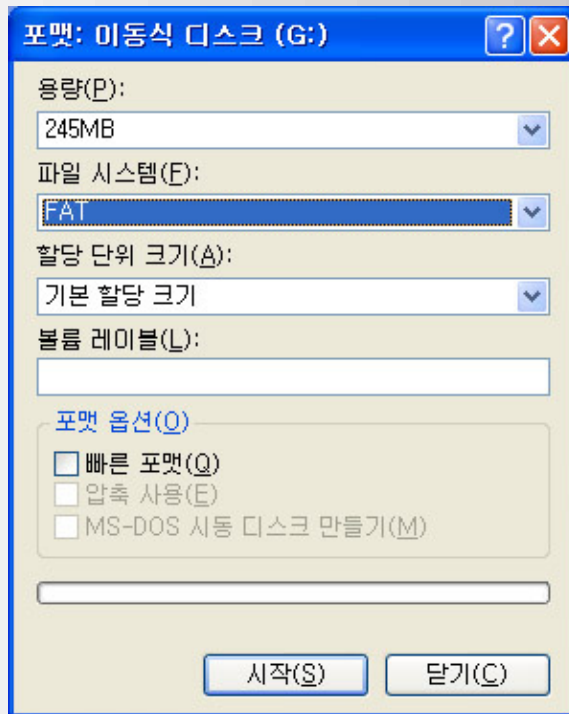 포맷: 이동식 디스크 (G:)
용량(P):
245MB
파일 시스템(F):
FAT
할당 단위 크기(A):
기본 할당 크기
볼륨 레이블(L):
포맷 옵션(O)
빠른 포맷(Q)
압축 사용(E)
MS-DOS 시동 디스크 만들기(M)
시작(S) 닫기(C)